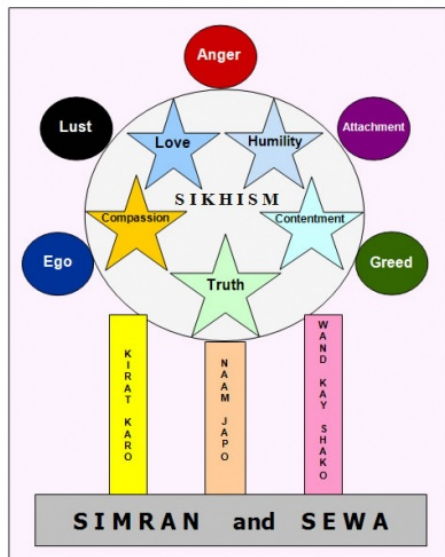 Anger
Lust
Attachment
Love
Humility
SIKHISM
Compassion
Contentment
Ego
Greed
Truth
KIRAT KARO
NAAM JAPO
WAND KAY SHAKO
SIMRAN and SEWA